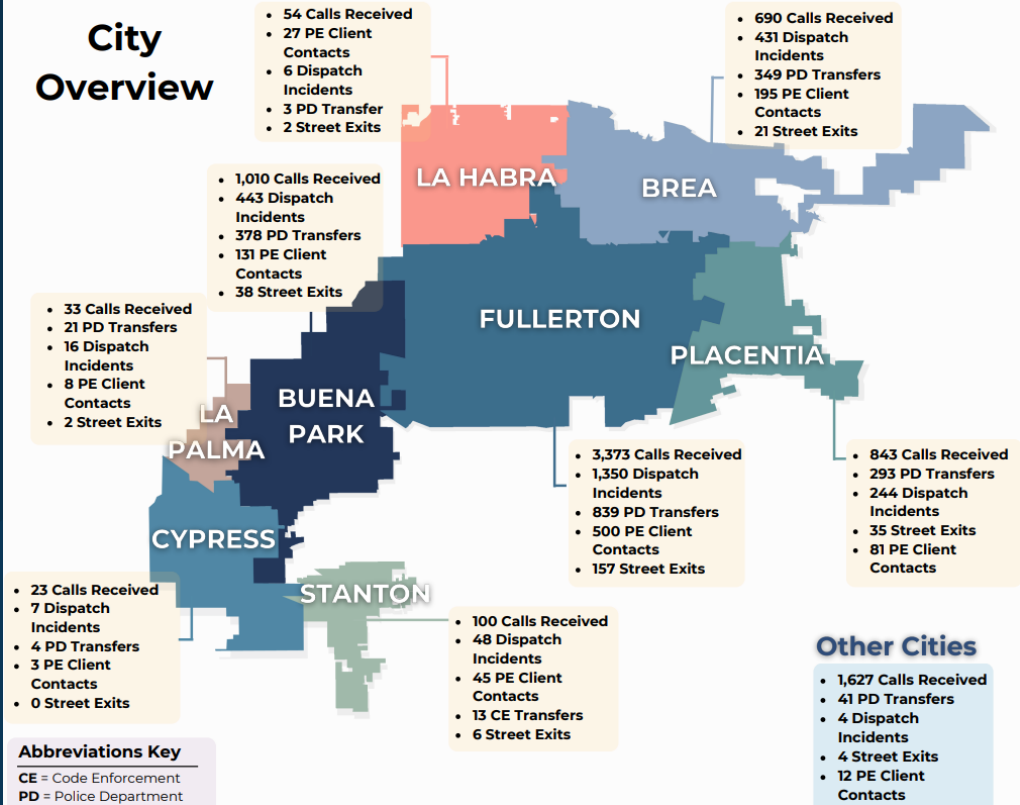 City
Overview
54 Calls Received
27 PE Client
Contacts
6 Dispatch
Incidents
3 PD Transfer
2 Street Exits
690 Calls Received
431 Dispatch
Incidents
349 PD Transfers
195 PE Client
Contacts
21 Street Exits
LA HABRA
BREA
1,010 Calls Received
443 Dispatch
Incidents
378 PD Transfers
131 PE Client
Contacts
38 Street Exits
33 Calls Received
21 PD Transfers
16 Dispatch
Incidents
8 PE Client
Contacts
2 Street Exits
FULLERTON
PLACENTIA
BUENA
PARK
LA
PALMA
3,373 Calls Received
1,350 Dispatch
Incidents
839 PD Transfers
500 PE Client
Contacts
157 Street Exits
843 Calls Received
293 PD Transfers
244 Dispatch
Incidents
35 Street Exits
81 PE Client
Contacts
CYPRESS
STANTON
23 Calls Received
7 Dispatch
Incidents
4 PD Transfers
3 PE Client
Contacts
0 Street Exits
100 Calls Received
48 Dispatch
Incidents
45 PE Client
Contacts
13 CE Transfers
6 Street Exits
Other Cities
1,627 Calls Received
41 PD Transfers
4 Dispatch
Incidents
4 Street Exits
12 PE Client
Contacts
Abbreviations Key
CE = Code Enforcement
PD = Police Department